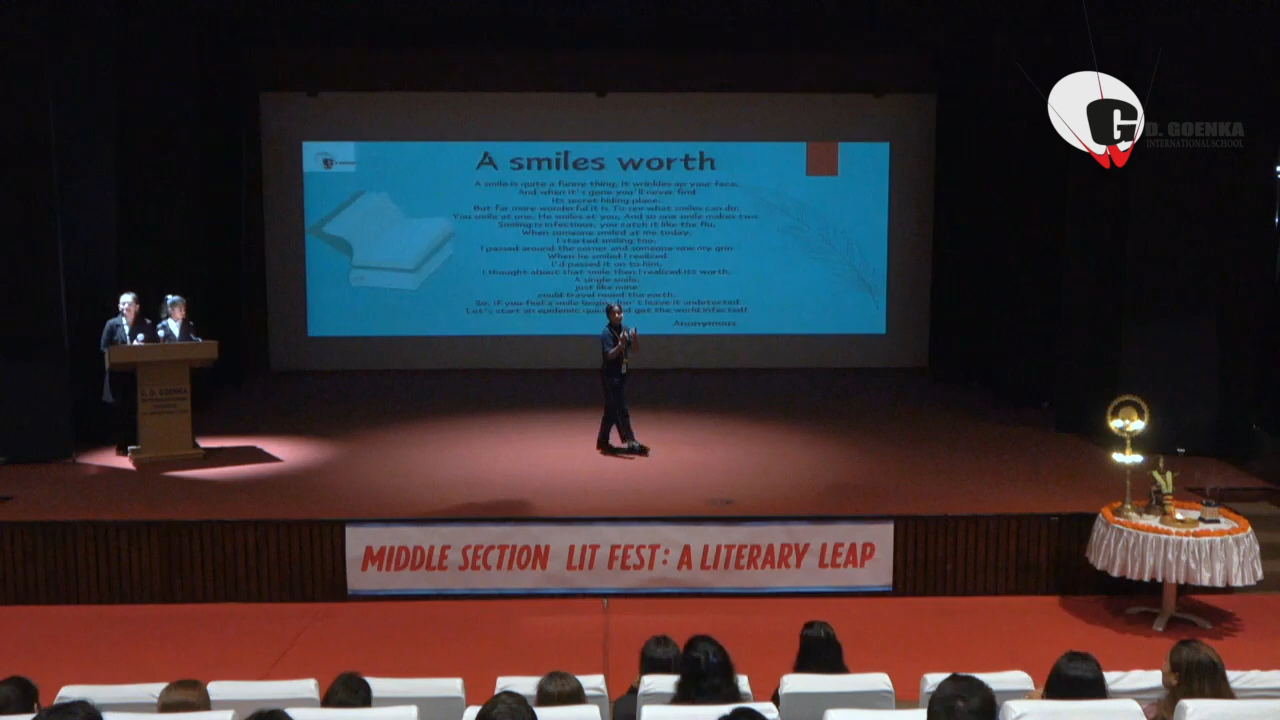 G
D. GOENKA
INTERNATIONAL SCHOOL
A smiles worth
A smile is quite a funny thing, it wrinkles up your face,
And when it's gone you'll never find
Its secret hiding place.
But far more wonderful it is To see what smiles can do.
You smile at one, He smiles at you, And so one smile makes two.
Smiling is infectious, you catch it like the flu,
When someone smiled at me today,
I started smiling too.
I passed around the corner and someone saw my grin
When he smiled I realized
I'd passed it on to him.
I thought about that smile then I realized its worth,
A single smile,
just like mine
could travel round the earth.
So, if you feel a smile begin, don't leave it undetected
Let's start an epidemic quick and get the world infected!
Anonymous
G. D. GOENKA
INTERNATIONAL
MIDDLE SECTION LIT FEST: A LITERARY LEAP